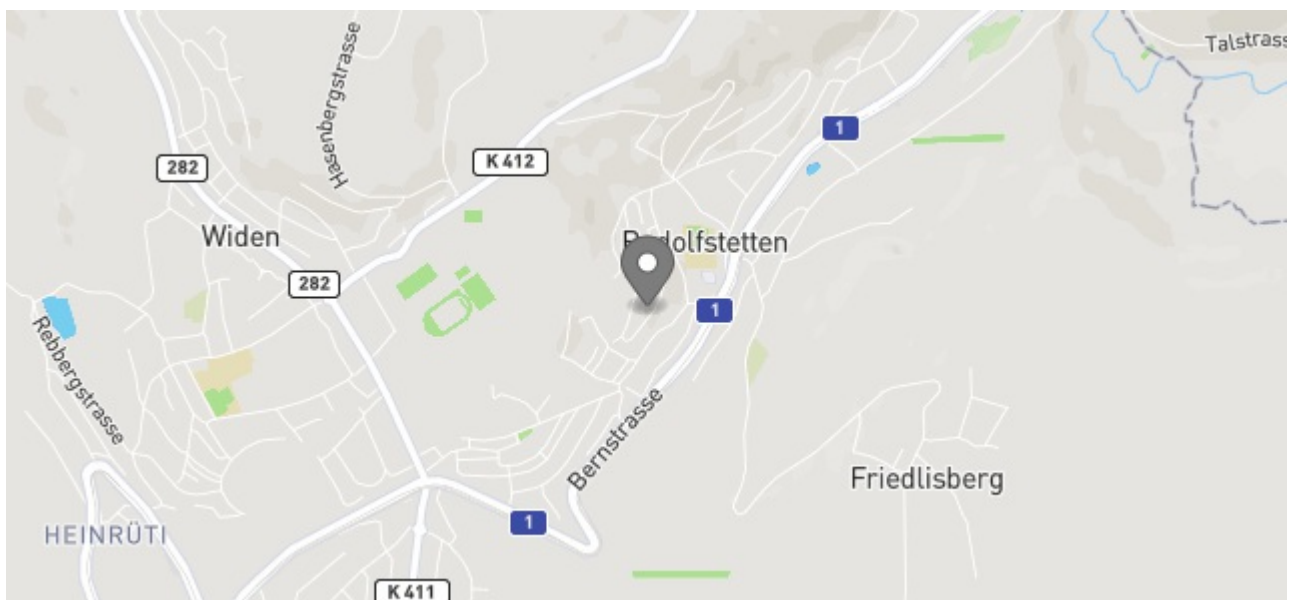 Talstrass
Hasenbergstrasse
1
K 412
282
Widen
Rudolfstetten
282
1
Rebbergstrasse
Bernstrasse
Friedlisberg
1
HEINRÜTI
K 411